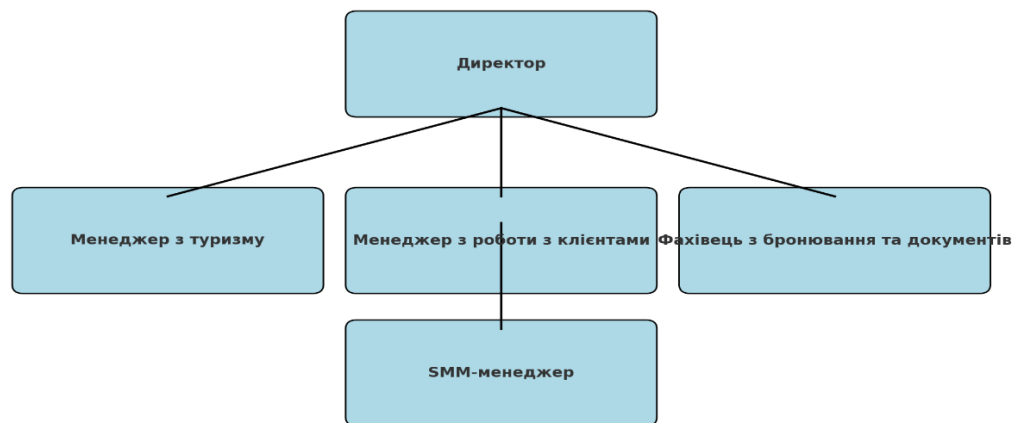 Директор
Менеджер з туризму
Менеджер з роботи з клієнтами
Фахівець з бронювання та документів
SMM-менеджер